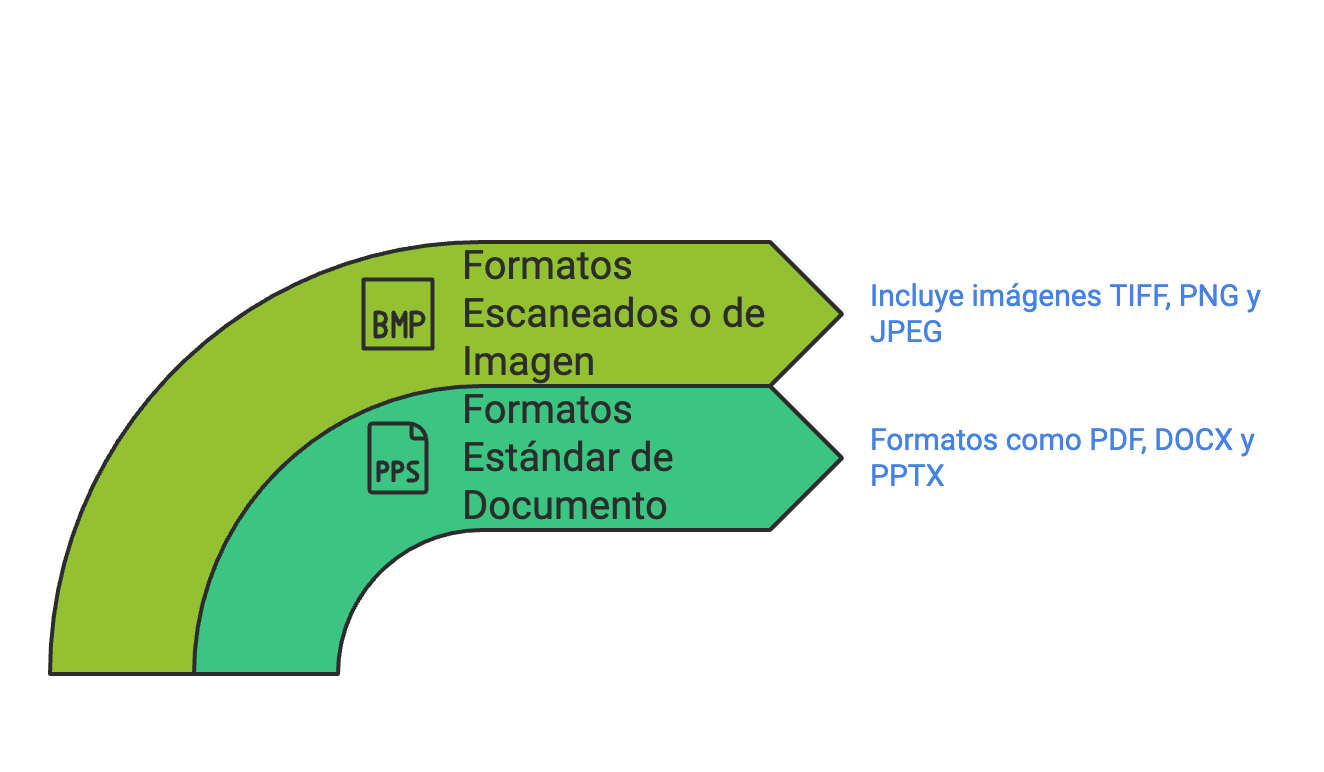 BMP
Formatos
Escaneados o de
Imagen
Incluye imágenes TIFF, PNG y
JPEG
PPS
Formatos
Estándar de
Documento
Formatos como PDF, DOCX y
PPTX